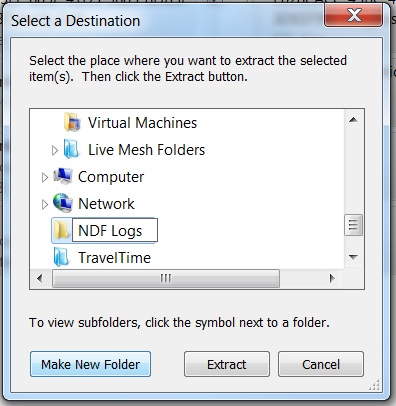 Select a Destination
Select the place where you want to extract the selected
item(s). Then click the Extract button.
Virtual Machines
Live Mesh Folders
Computer
Network
NDF Logs
TravelTime
To view subfolders, click the symbol next to a folder.
Make New Folder
Extract
Cancel